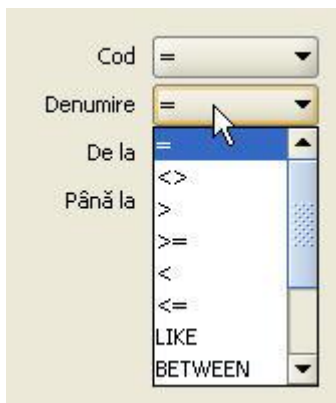 Cod =
Denumire =
De la =
<>
Până la >
>=
<
<=
LIKE
BETWEEN